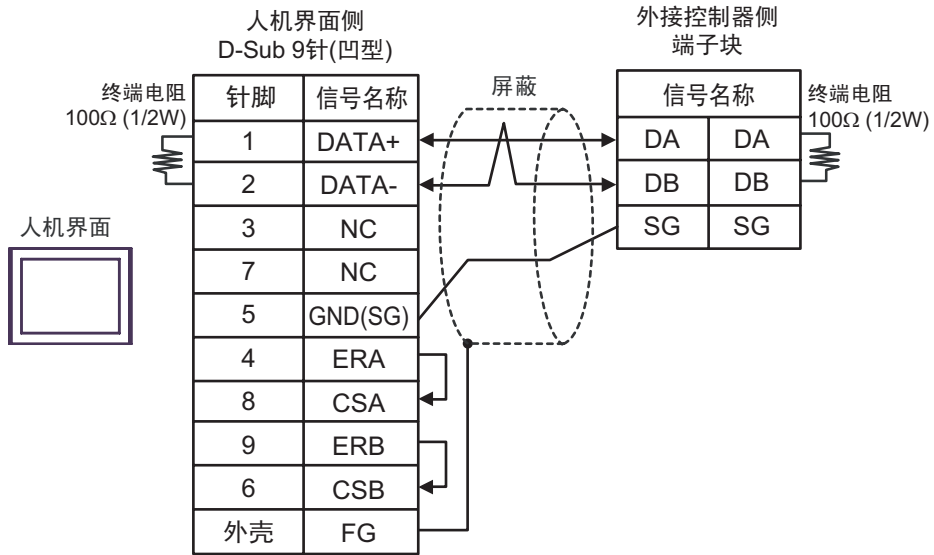 人机界面侧
D-Sub 9针(凹型)
外接控制器侧
端子块
终端电阻
100Ω (1/2W)
针脚 信号名称
屏蔽
信号名称
终端电阻
100Ω (1/2W)
1 DATA+
DA DA
2 DATA-
DB DB
人机界面
3 NC
SG SG
7 NC
5 GND(SG)
4 ERA
8 CSA
9 ERB
6 CSB
外壳 FG